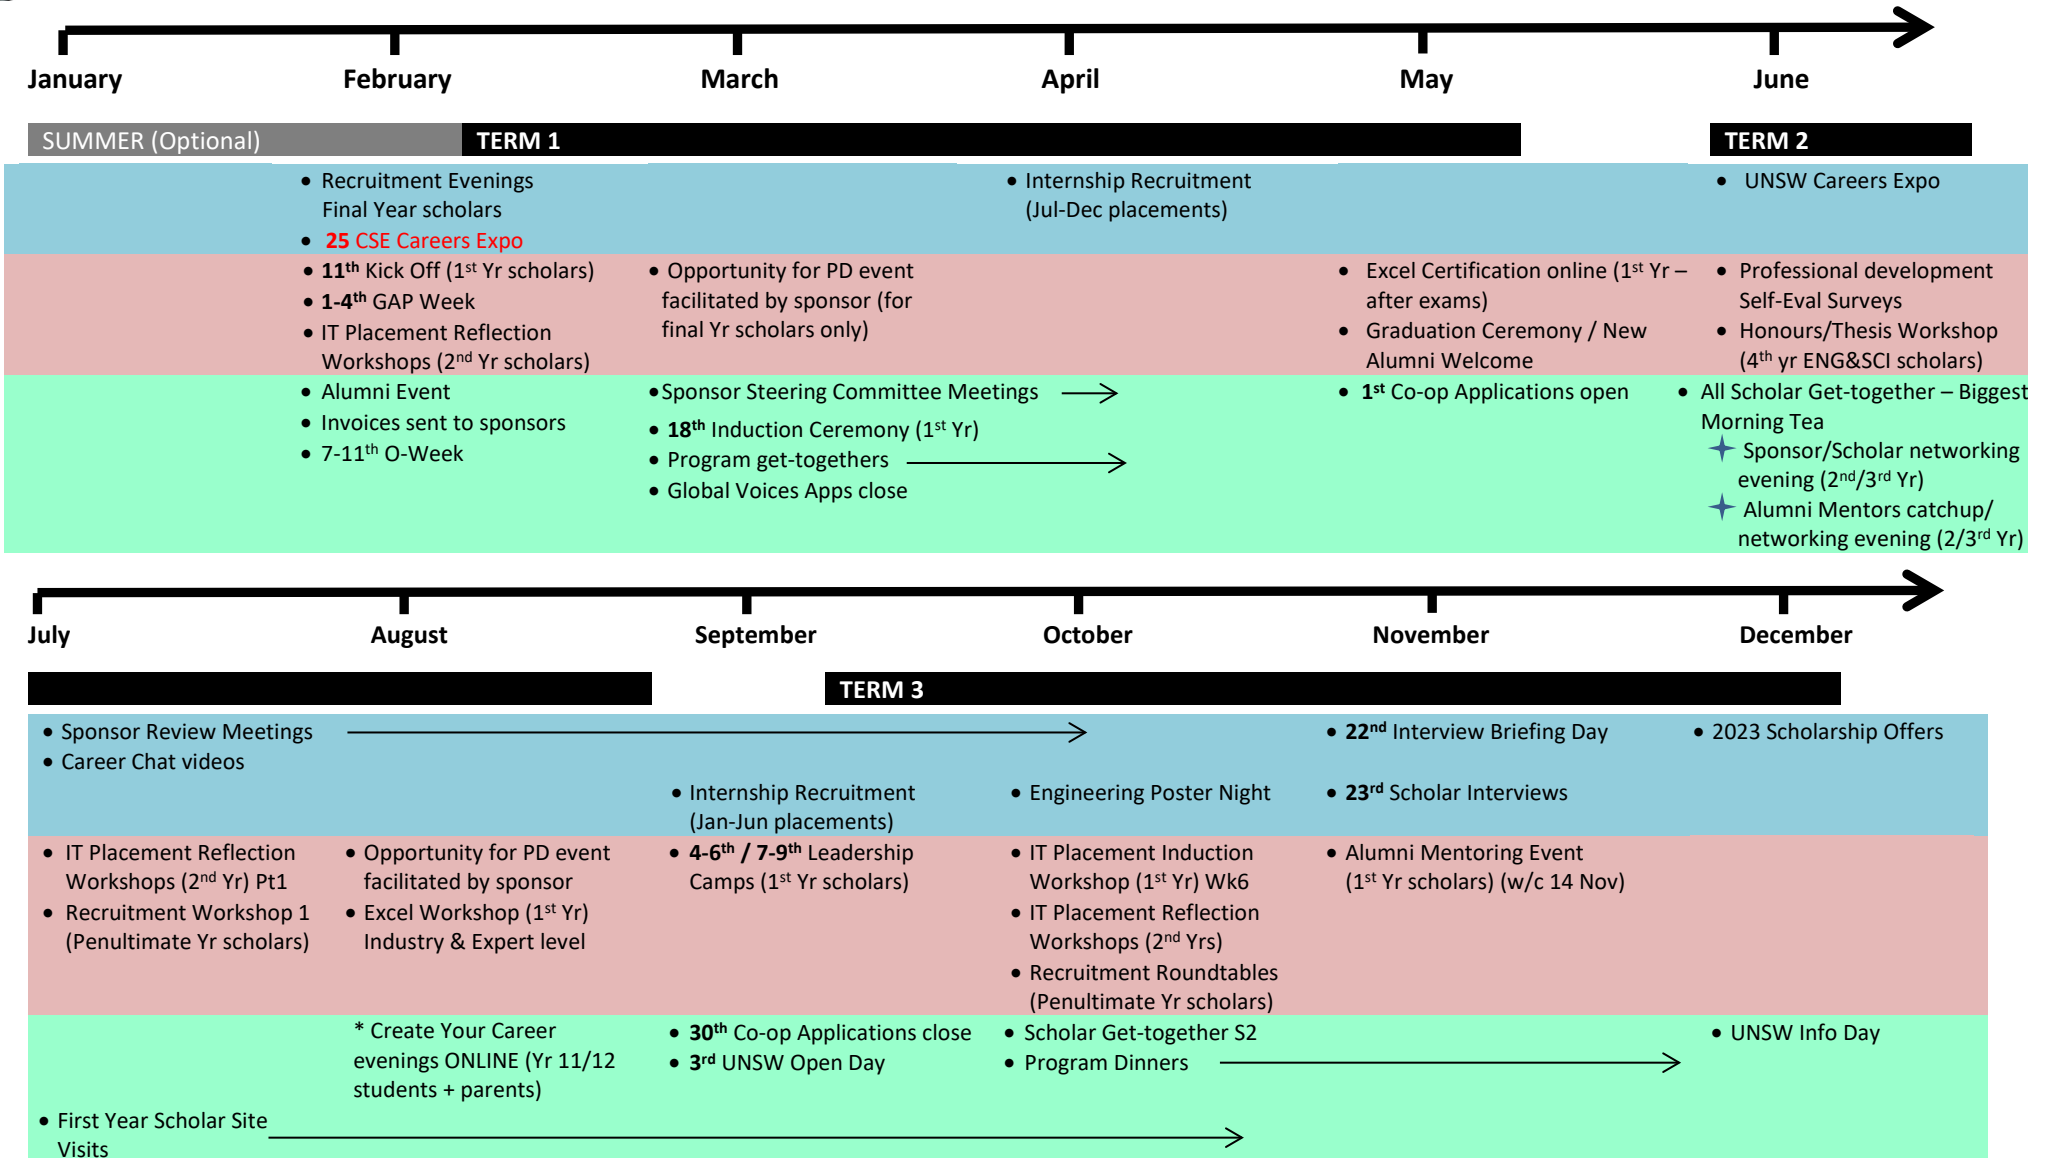 January February March April May June
SUMMER (Optional) TERM 1 TERM 2
• Recruitment Evenings
Final Year scholars
• 25 CSE Careers Expo
• Internship Recruitment
(Jul-Dec placements)
• UNSW Careers Expo
• 11th Kick Off (1st Yr scholars)
• 1-4th GAP Week
• IT Placement Reflection
Workshops (2nd Yr scholars)
• Opportunity for PD event
facilitated by sponsor (for
final Yr scholars only)
• Excel Certification online (1st Yr –
after exams)
• Graduation Ceremony / New
Alumni Welcome
• Professional development
Self-Eval Surveys
• Honours/Thesis Workshop
(4th yr ENG&SCI scholars)
• Alumni Event
• Invoices sent to sponsors
• 7-11th O-Week
• Sponsor Steering Committee Meetings
• 18th Induction Ceremony (1st Yr)
• Program get-togethers
• Global Voices Apps close
• 1st Co-op Applications open
• All Scholar Get-together – Biggest
Morning Tea
Sponsor/Scholar networking
evening (2nd/3rd Yr)
Alumni Mentors catchup/
networking evening (2/3rd Yr)
July August September October November December
TERM 3
• Sponsor Review Meetings
• Career Chat videos
• Internship Recruitment
(Jan-Jun placements)
• Engineering Poster Night
• 22nd Interview Briefing Day
• 23rd Scholar Interviews
• 2023 Scholarship Offers
• IT Placement Reflection
Workshops (2nd Yr) Pt1
• Recruitment Workshop 1
(Penultimate Yr scholars)
• Opportunity for PD event
facilitated by sponsor
• Excel Workshop (1st Yr)
Industry & Expert level
• 4-6th / 7-9th Leadership
Camps (1st Yr scholars)
• IT Placement Induction
Workshop (1st Yr) Wk6
• IT Placement Reflection
Workshops (2nd Yrs)
• Recruitment Roundtables
(Penultimate Yr scholars)
• Alumni Mentoring Event
(1st Yr scholars) (w/c 14 Nov)
* Create Your Career
evenings ONLINE (Yr 11/12
students + parents)
• 30th Co-op Applications close
• 3rd UNSW Open Day
• Scholar Get-together S2
• Program Dinners
• UNSW Info Day
• First Year Scholar Site
Visits